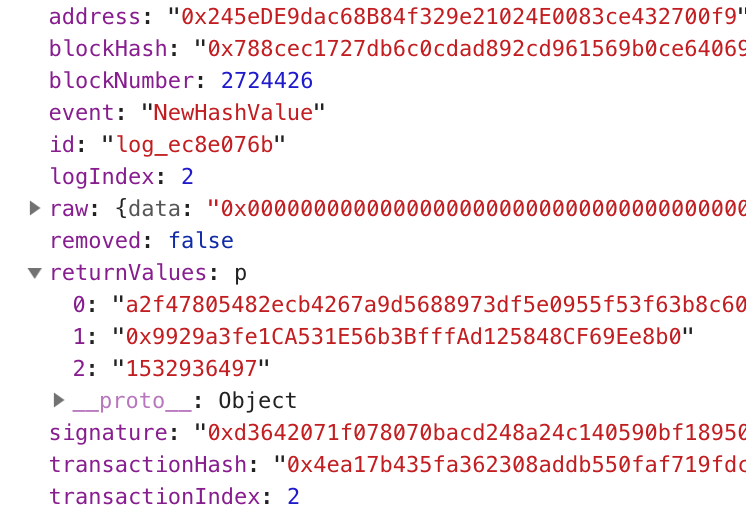 address: "0x245eDE9dac68B84f329e21024E0083ce432700f9"
blockHash: "0x788cec1727db6c0cdad892cd961569b0ce64069
blockNumber: 2724426
event: "NewHashValue"
id: "log_ec8e076b"
logIndex: 2
raw: {data: "0x0000000000000000000000000000000000000000
removed: false
returnValues: p
0: "a2f47805482ecb4267a9d5688973df5e0955f53f63b8c60
1: "0x9929a3fe1CA531E56b3BfffAd125848CF69Ee8b0"
2: "1532936497"
__proto__: Object
signature: "0xd3642071f078070bacd248a24c140590bf18950
transactionHash: "0x4ea17b435fa362308addb550faf719fdc
transactionIndex: 2